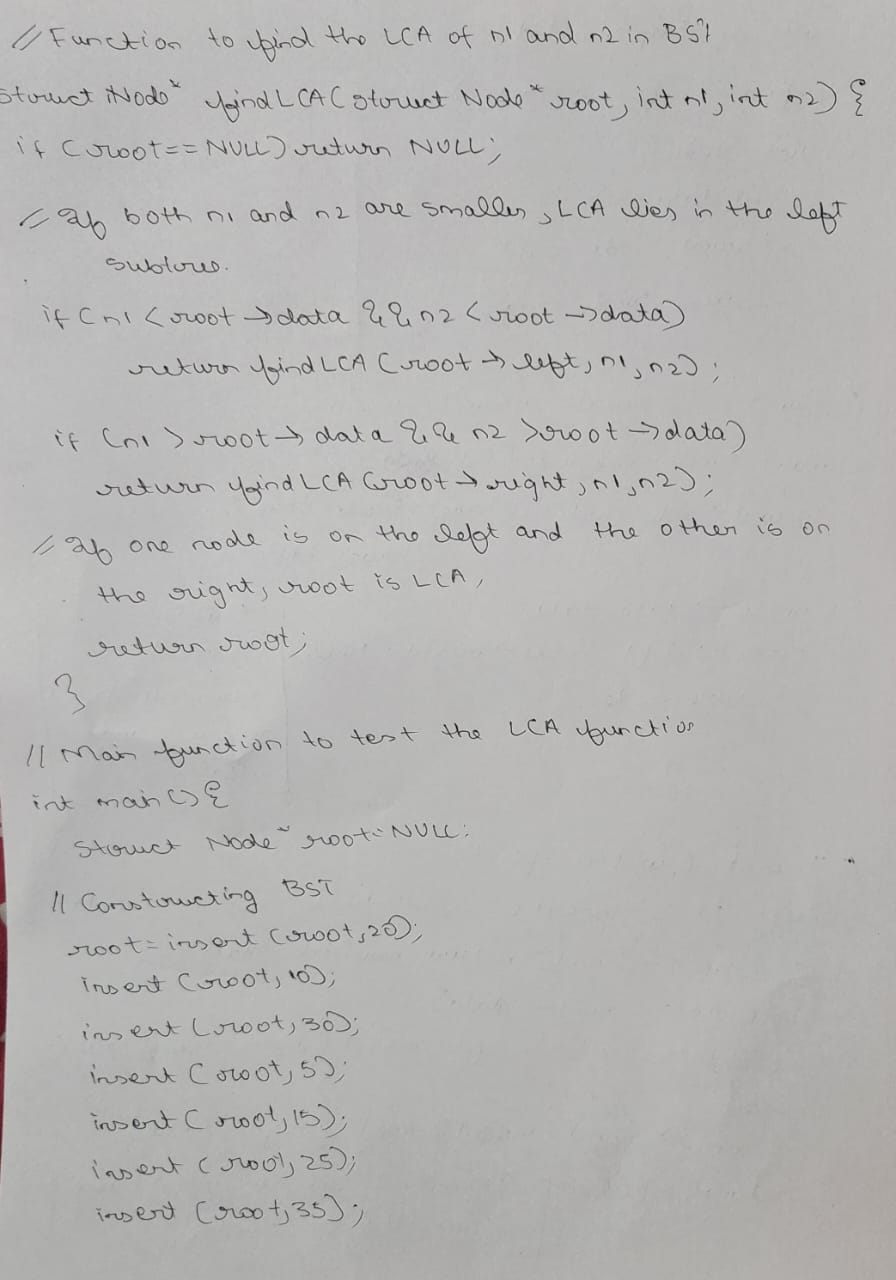 // Function to find the LCA of n1 and n2 in BST
struct Node* findLCA(struct Node* root, int n1, int n2) {
if (root == NULL) return NULL;
// If both n1 and n2 are smaller, LCA lies in the left
subtree.
if (n1 < root -> data && n2 < root -> data)
return findLCA (root -> left, n1, n2);
if (n1 > root -> data && n2 > root -> data)
return findLCA (root -> right, n1, n2);
// If one node is on the left and the other is on
the right, root is LCA,
return root;
}
// Main function to test the LCA function
int main() {
struct Node* root = NULL;
// Constructing BST
root = insert (root, 20);
insert (root, 10);
insert (root, 30);
insert (root, 5);
insert (root, 15);
insert (root, 25);
insert (root, 35);